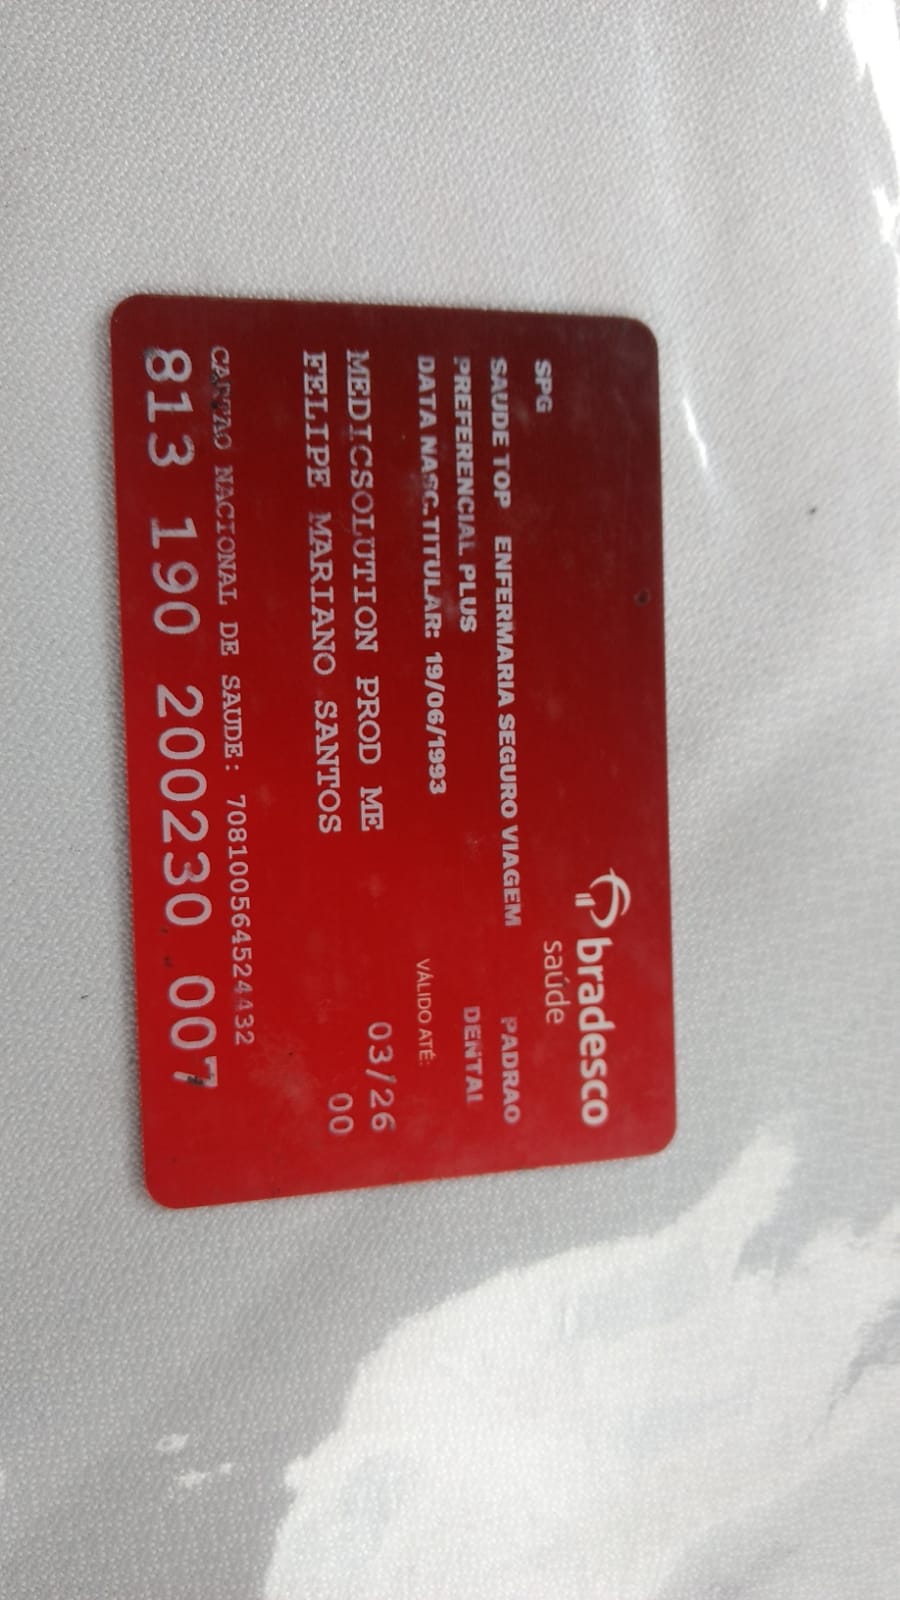 bradesco
saúde
SPG
SAUDE TOP ENFERMARIA SEGURO VIAGEM PADRAO
PREFERENCIAL PLUS DENTAL
DATA NASC.TITULAR: 19/06/1993
VÁLIDO ATÉ:
MEDICSOLUTION PROD ME 03/26
FELIPE MARIANO SANTOS 00
CARTAO NACIONAL DE SAUDE: 708100564524432
813 190 200230 007